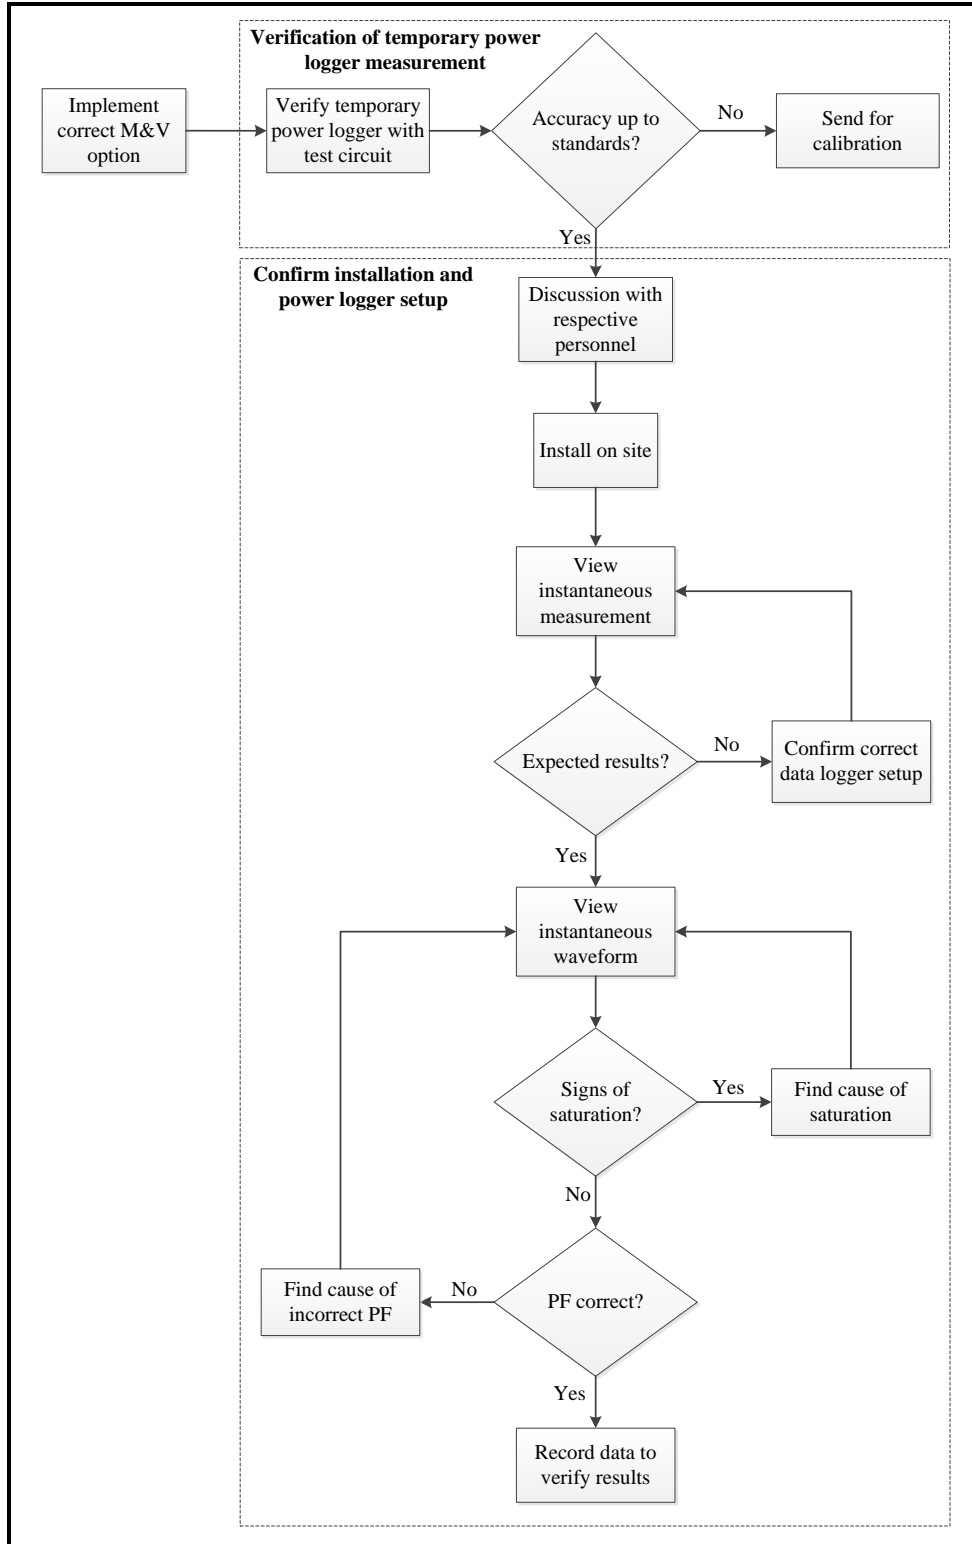 Verification of temporary power
logger measurement
Implement
correct M&V
option
Verify temporary
power logger with
test circuit
Accuracy up to
standards?
No
Send for
calibration
Yes
Confirm installation and
power logger setup
Discussion with
respective
personnel
Install on site
View
instantaneous
measurement
Expected results?
No
Confirm correct
data logger setup
Yes
View
instantaneous
waveform
Signs of
saturation?
Yes
Find cause of
saturation
No
Find cause of
incorrect PF
No
PF correct?
Yes
Record data to
verify results